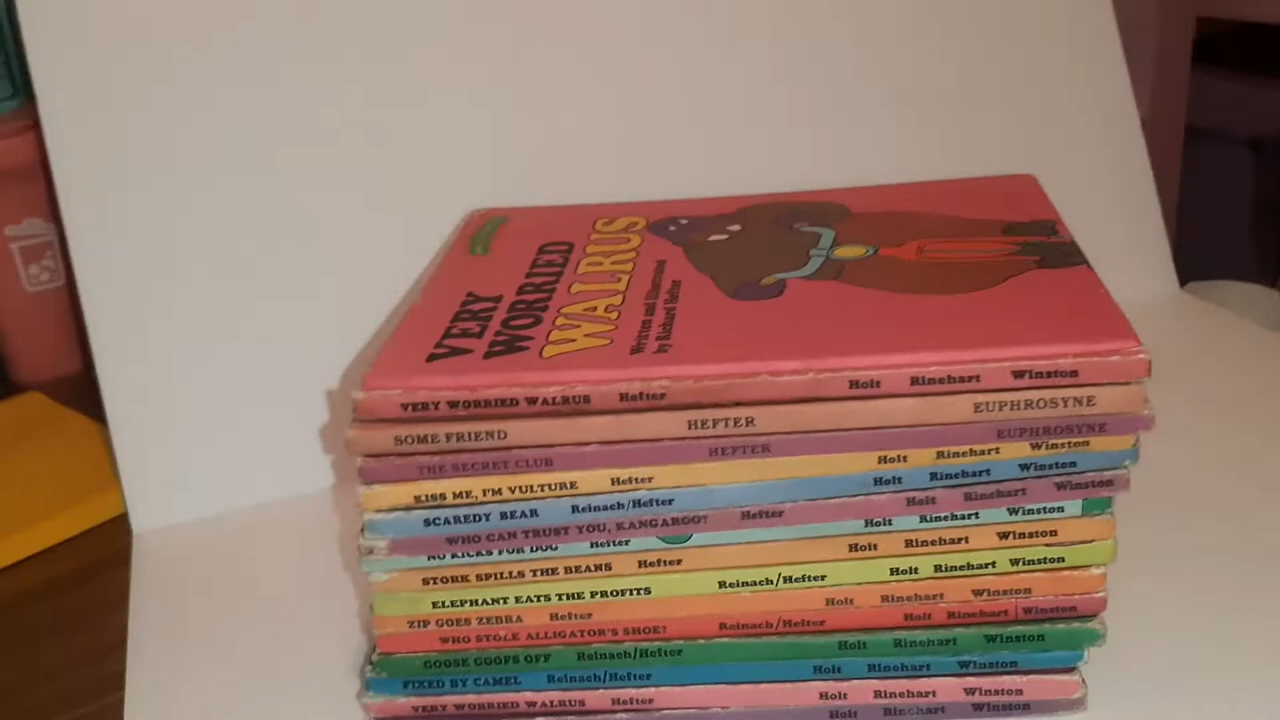 VERY
WORRIED
WALRUS
Written and Illustrated
by Richard Hefter
VERY WORRIED WALRUS Hefter Holt Rinehart Winston
SOME FRIEND HEFTER EUPHROSYNE
THE SECRET CLUB HEFTER EUPHROSYNE
KISS ME, I'M VULTURE Hefter Holt Rinehart Winston
SCAREDY BEAR Reinach/Hefter Holt Rinehart Winston
WHO CAN TRUST YOU, KANGAROO? Hefter Holt Rinehart Winston
NO KICKS FOR DOG Hefter Holt Rinehart Winston
STORK SPILLS THE BEANS Hefter Holt Rinehart Winston
ELEPHANT EATS THE PROFITS Reinach/Hefter Holt Rinehart Winston
ZIP GOES ZEBRA Hefter Holt Rinehart Winston
WHO STOLE ALLIGATOR'S SHOE? Reinach/Hefter Holt Rinehart Winston
GOOSE GOOFS OFF Reinach/Hefter Holt Rinehart Winston
FIXED BY CAMEL Reinach/Hefter Holt Rinehart Winston
VERY WORRIED WALRUS Hefter Holt Rinehart Winston
Holt Rinehart Winston